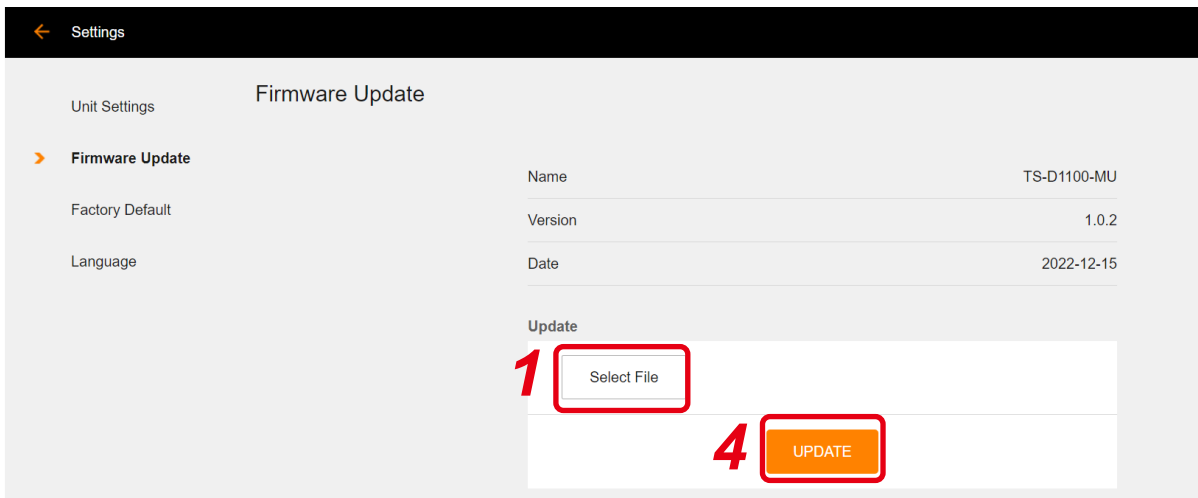 Settings
Unit Settings
Firmware Update
Factory Default
Language
Firmware Update
Name TS-D1100-MU
Version 1.0.2
Date 2022-12-15
Update
1 Select File
4 UPDATE